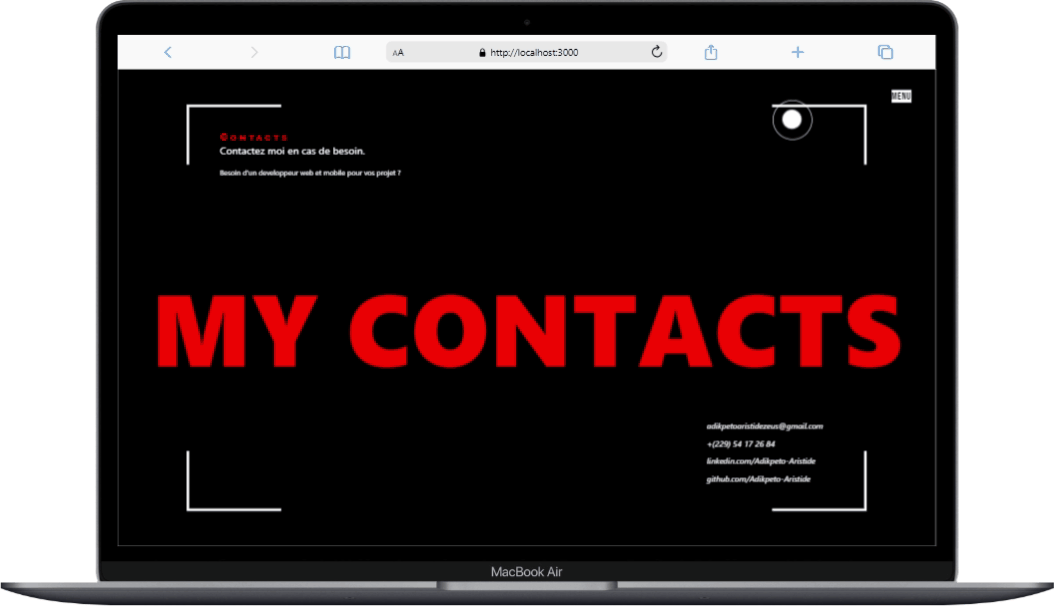 AA
http://localhost:3000
MENU
Contacts
Contactez moi en cas de besoin.
Besoin d'un developpeur web et mobile pour vos projet ?
MY CONTACTS
adikpetoaristidezeus@gmail.com
+(229) 54 17 26 84
linkedin.com/Adikpeto-Aristide
github.com/Adikpeto-Aristide
MacBook Air